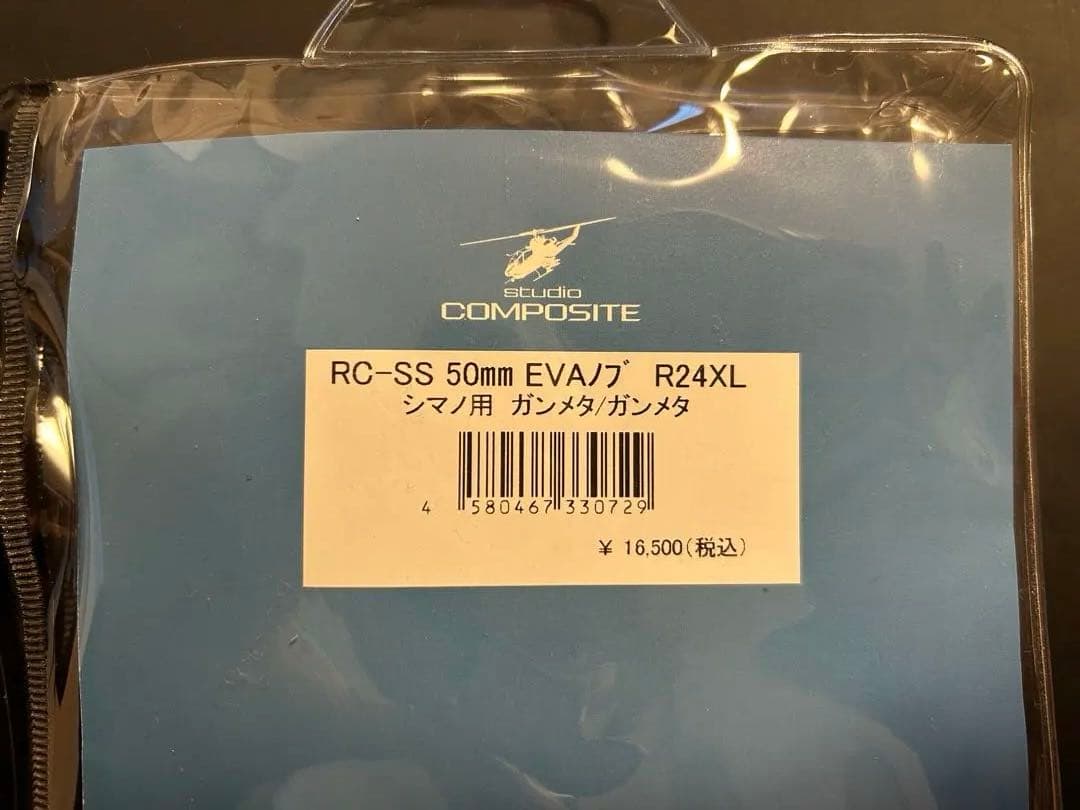 studio
COMPOSITE
RC-SS 50mm EVAノブ R24XL
シマノ用 ガンメタ/ガンメタ
4 580467 330729
¥ 16,500(税込)